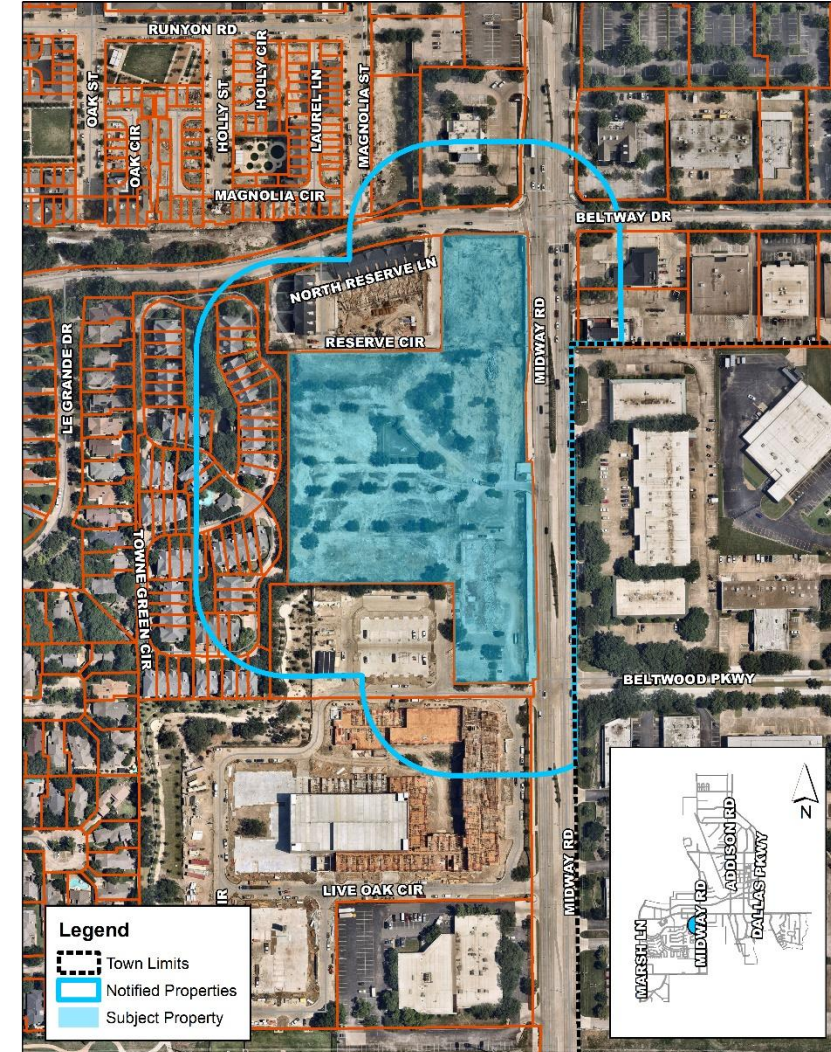 RUNYON RD
OAK ST
OAK CIR
HOLLY ST
HOLLY CIR
LAUREL LN
MAGNOLIA ST
MAGNOLIA CIR
BELTWAY DR
NORTH RESERVE LN
RESERVE CIR
MIDWAY RD
LE GRANDE DR
TOWNE GREEN CIR
BELTWOOD PKWY
MIDWAY RD
LIVE OAK CIR
IR
Legend
Town Limits
Notified Properties
Subject Property
N
MARSH LN
MIDWAY RD
ADDISON RD
DALLAS PKWY